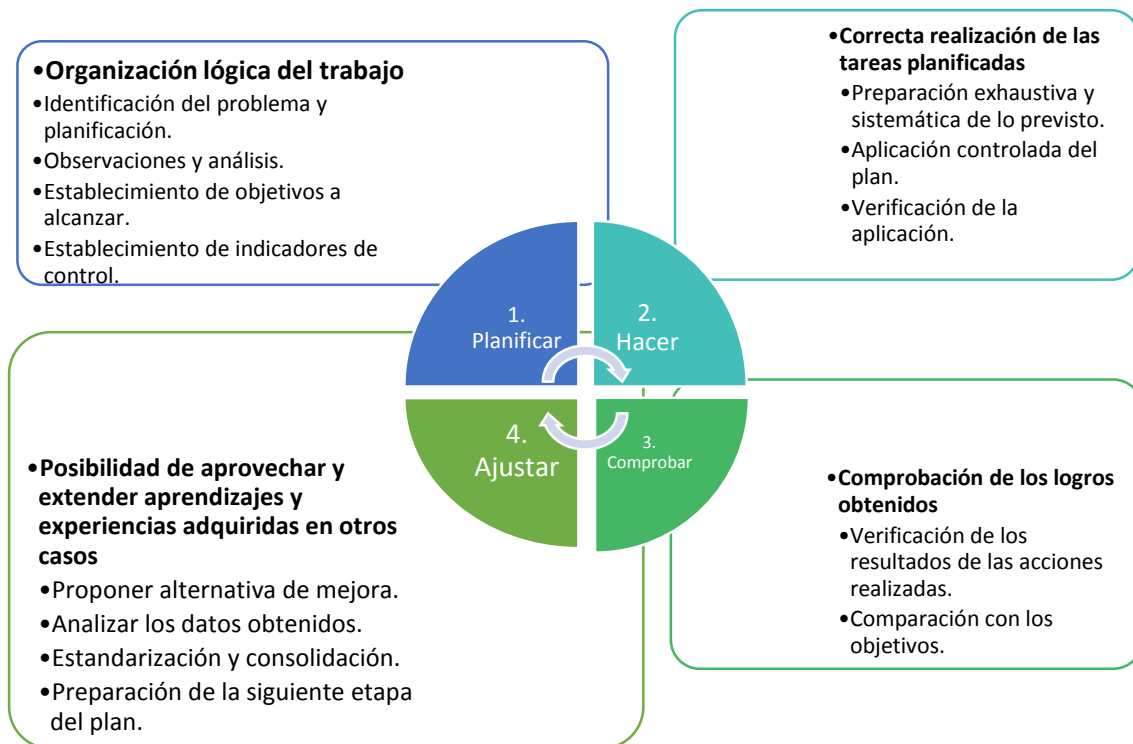 •Organización lógica del trabajo
•Identificación del problema y
planificación.
•Observaciones y análisis.
•Establecimiento de objetivos a
alcanzar.
•Establecimiento de indicadores de
control.
•Correcta realización de las
tareas planificadas
•Preparación exhaustiva y
sistemática de lo previsto.
•Aplicación controlada del
plan.
•Verificación de la
aplicación.
1.
Planificar
2.
Hacer
4.
Ajustar
3.
Comprobar
•Posibilidad de aprovechar y
extender aprendizajes y
experiencias adquiridas en otros
casos
•Proponer alternativa de mejora.
•Analizar los datos obtenidos.
•Estandarización y consolidación.
•Preparación de la siguiente etapa
del plan.
•Comprobación de los logros
obtenidos
•Verificación de los
resultados de las acciones
realizadas.
•Comparación con los
objetivos.